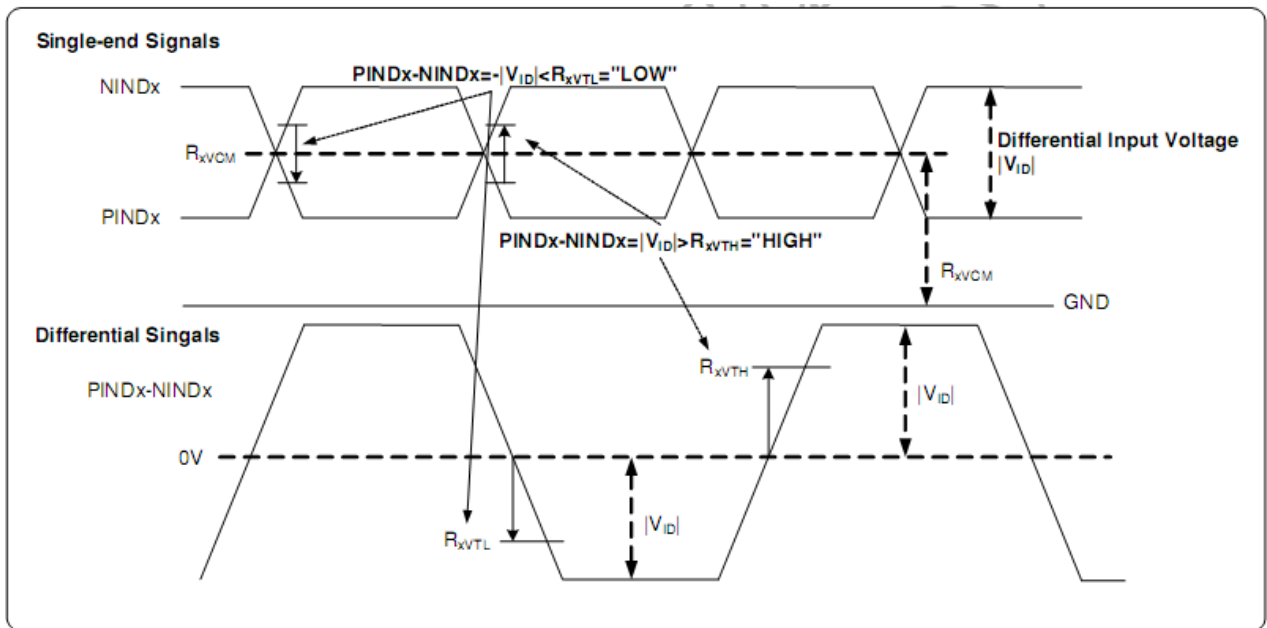 Single-end Signals
PINDx-NINDx=-|VID|<RxVTL="LOW"
NINDx
Differential Input Voltage
|VID|
RxVCM
PINDx
PINDx-NINDx=|VID|>RxVTH="HIGH"
RxVCM
GND
Differential Singals
RxVTH
PINDx-NINDx
|VID|
0V
|VID|
RxVTL